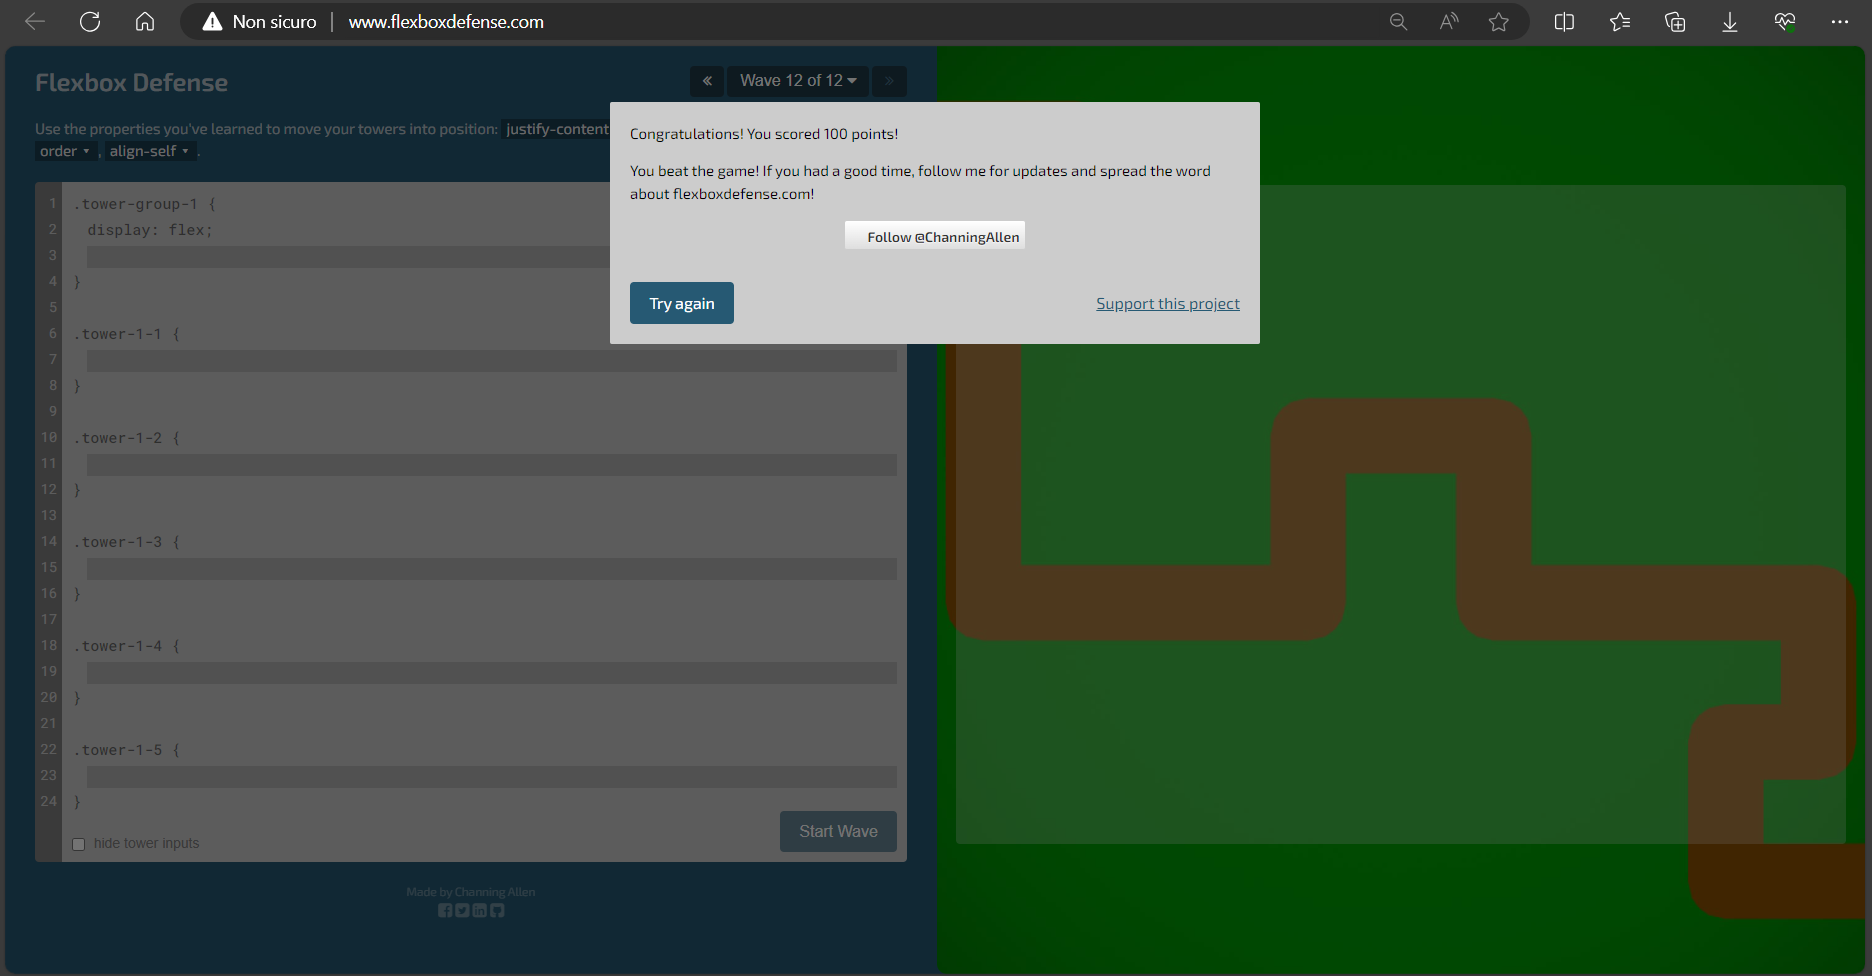 Non sicuro
www.flexboxdefense.com
Flexbox Defense
Wave 12 of 12
Use the properties you've learned to move your towers into position: justify-content
order , align-self .
Congratulations! You scored 100 points!
You beat the game! If you had a good time, follow me for updates and spread the word
about flexboxdefense.com!
Follow @ChanningAllen
Try again
Support this project
1 .tower-group-1 {
2 display: flex;
3
4 }
5
6 .tower-1-1 {
7
8 }
9
10 .tower-1-2 {
11
12 }
13
14 .tower-1-3 {
15
16 }
17
18 .tower-1-4 {
19
20 }
21
22 .tower-1-5 {
23
24 }
hide tower inputs
Start Wave
Made by Channing Allen